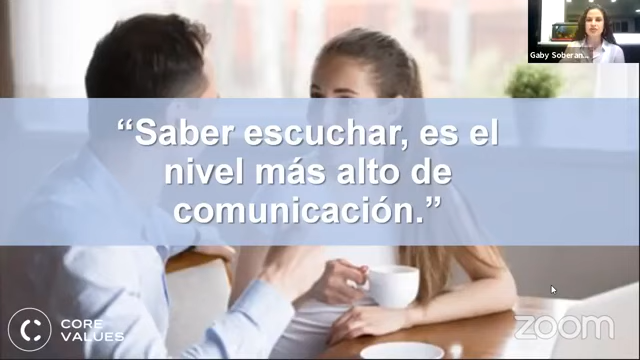 Gaby Soberan...
“Saber escuchar, es el
nivel más alto de
comunicación.”
C
CORE
VALUES
zoom